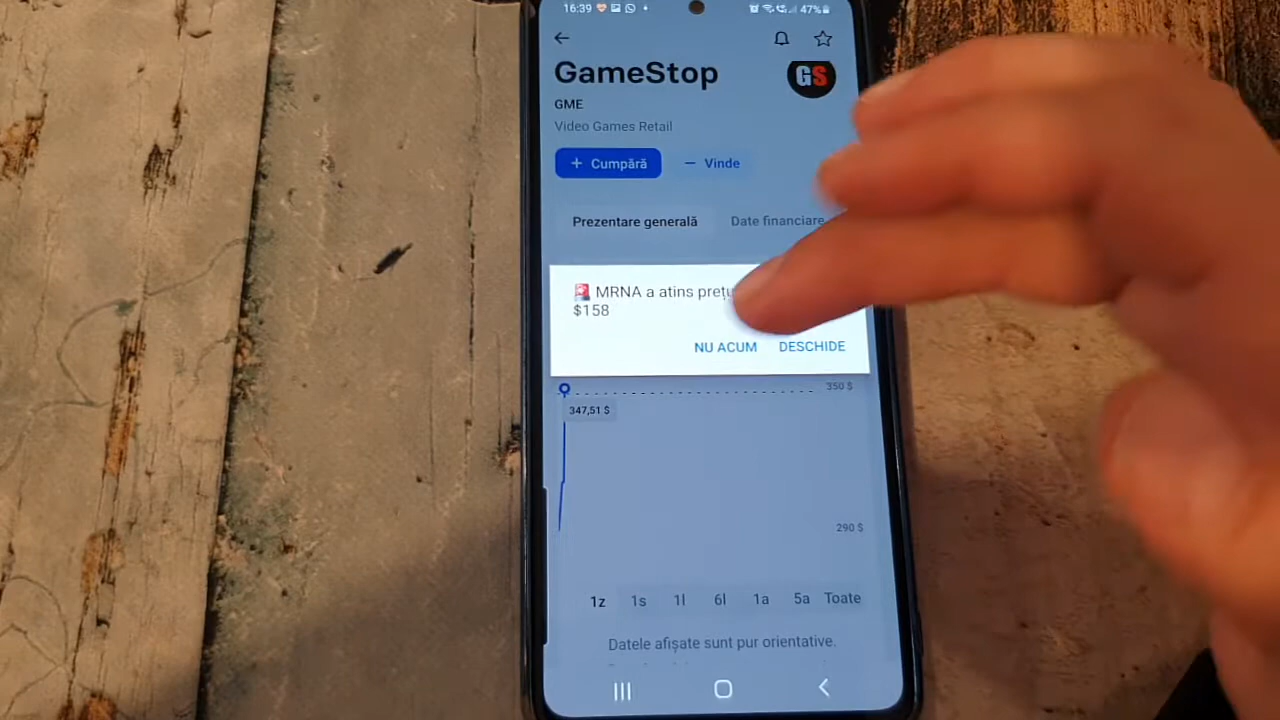 16:39 47%
GameStop
GS
GME
Video Games Retail
+ Cumpără − Vinde
Prezentare generală Date financiare
MRNA a atins
$158
NU ACUM DESCHIDE
350 $
347,51 $
290 $
1z 1s 1l 6l 1a 5a Toate
Datele afișate sunt pur orientative.